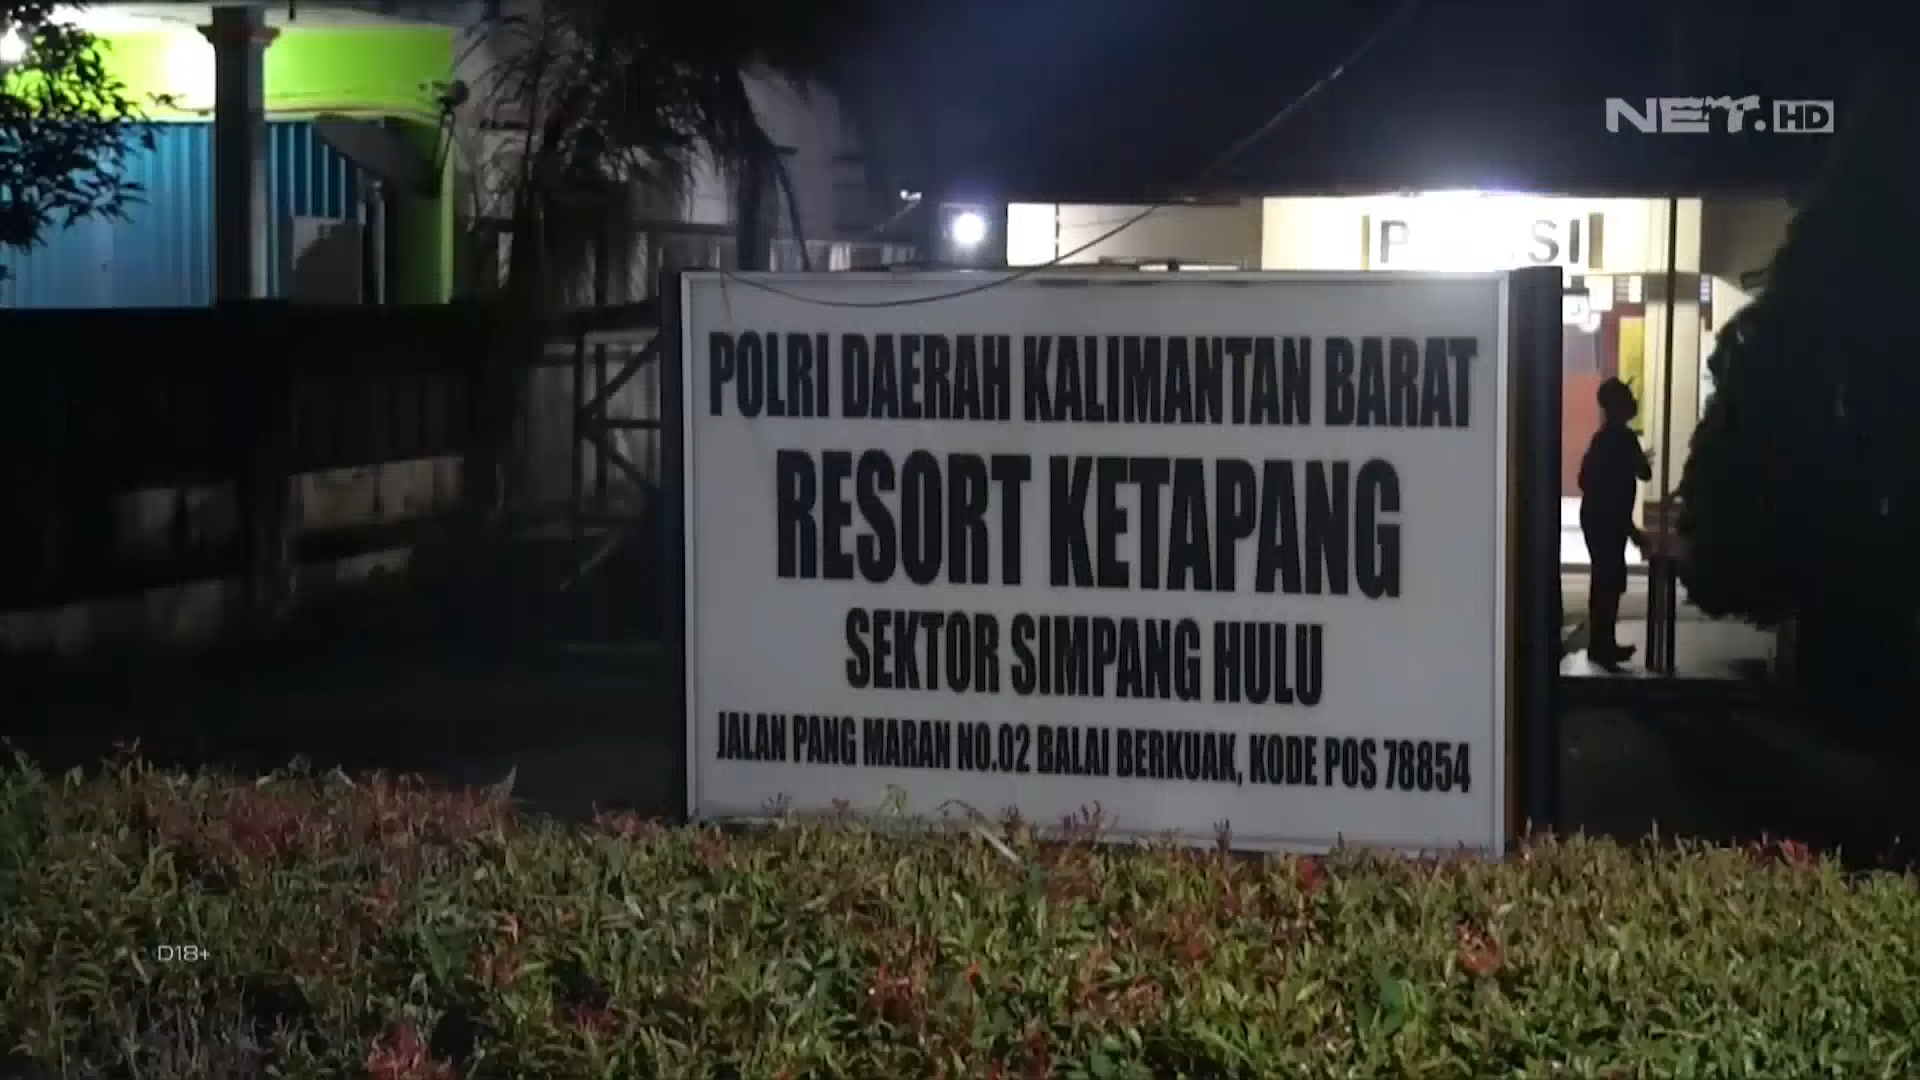 NET. HD
POLRI DAERAH KALIMANTAN BARAT
RESORT KETAPANG
SEKTOR SIMPANG HULU
JALAN PANG MARAN NO.02 BALAI BERKUAK, KODE POS 78854
D18+